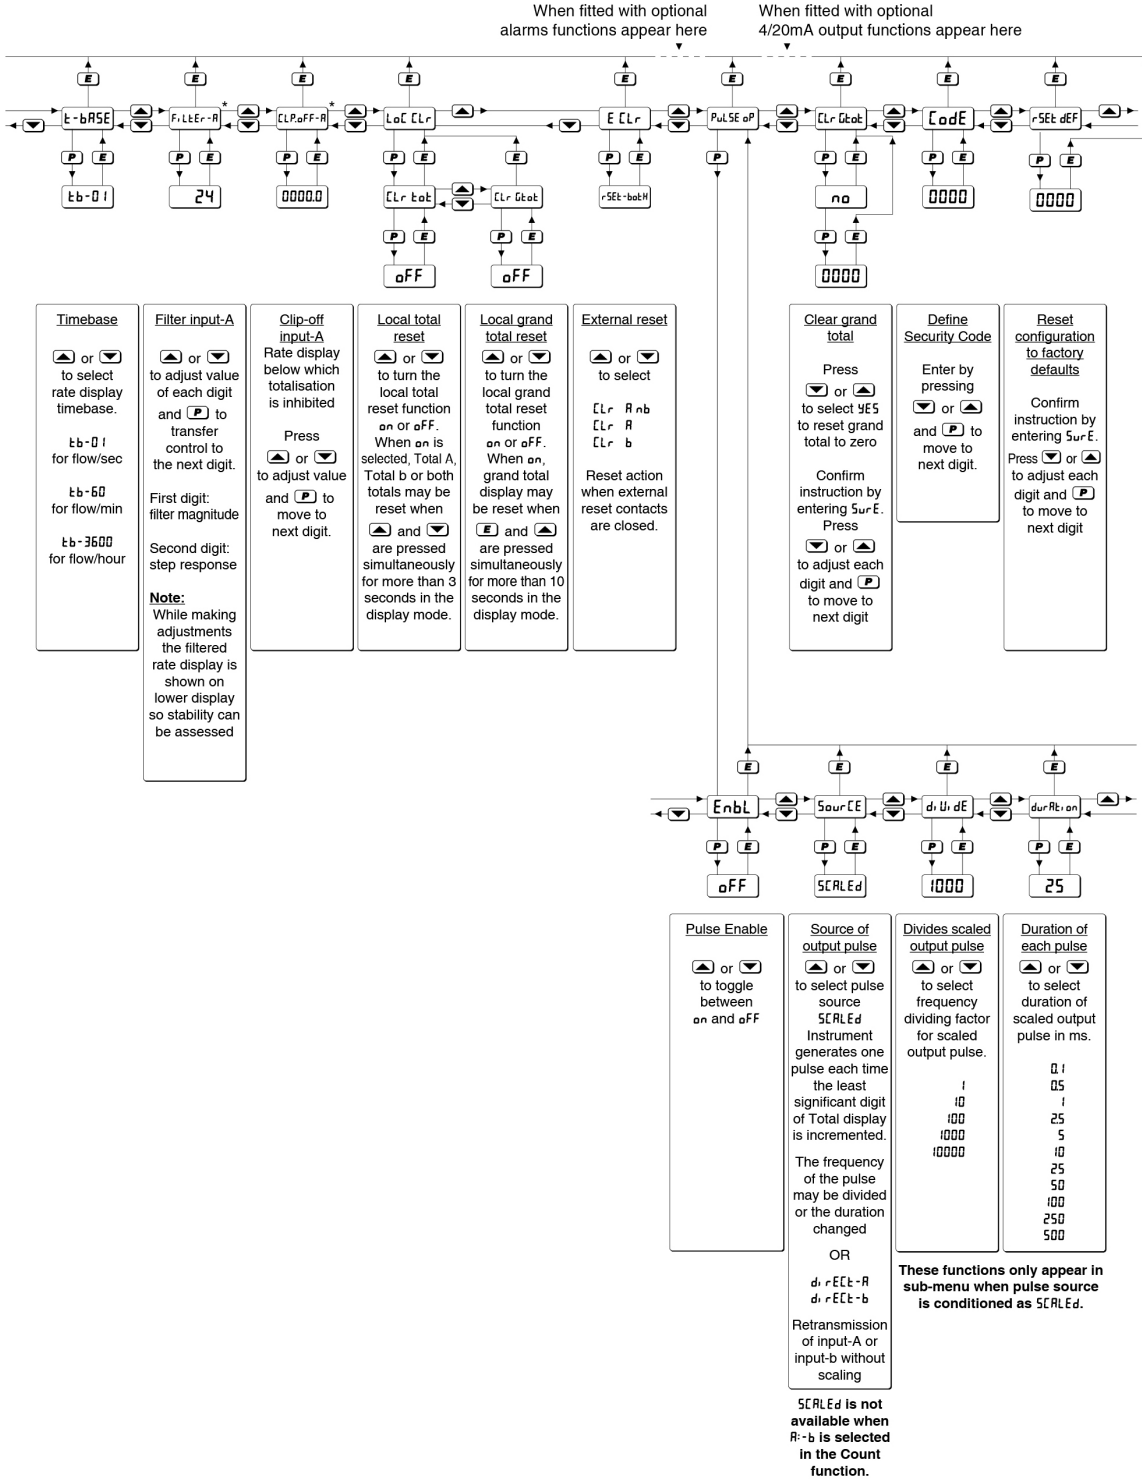 When fitted with optional
alarms functions appear here
When fitted with optional
4/20mA output functions appear here
E E E E E E E E E
t-bASE FiLtEr-A * CLP.oFF-A * LoC CLr E CLr PuLSE oP CLr Gtot CodE rSEt dEF
P E P E P E P E E P E P P E P E P E
tb-01 24 0000.0 CLr tot CLr Gtot rSEt-botH no 0000 0000
P E P E P E
oFF oFF 0000
Timebase
or
to select
rate display
timebase.
tb-01
for flow/sec
tb-60
for flow/min
tb-3600
for flow/hour
Filter input-A
or
to adjust value
of each digit
and P to
transfer
control to
the next digit.
First digit:
filter magnitude
Second digit:
step response
Note:
While making
adjustments
the filtered
rate display is
shown on
lower display
so stability can
be assessed
Clip-off
input-A
Rate display
below which
totalisation
is inhibited
Press
or
to adjust value
and P to
move to
next digit.
Local total
reset
or
to turn the
local total
reset function
on or oFF.
When on is
selected, Total A,
Total b or both
totals may be
reset when
and
are pressed
simultaneously
for more than 3
seconds in the
display mode.
Local grand
total reset
or
to turn the
local grand
total reset
function
on or oFF.
When on,
grand total
display may
be reset when
E and
are pressed
simultaneously
for more than 10
seconds in the
display mode.
External reset
or
to select
CLr Anb
CLr A
CLr b
Reset action
when external
reset contacts
are closed.
Clear grand
total
Press
or
to select YES
to reset grand
total to zero
Confirm
instruction by
entering SurE.
Press
or
to adjust each
digit and P
to move to
next digit
Define
Security Code
Enter by
pressing
or
and P to
move to
next digit.
Reset
configuration
to factory
defaults
Confirm
instruction by
entering SurE.
Press or
to adjust each
digit and P
to move to
next digit
E E E E
EnbL SourCE diVidE durAtion
P E P E P E P E
oFF SCALEd 1000 25
Pulse Enable
or
to toggle
between
on and oFF
Source of
output pulse
or
to select pulse
source
SCALEd
Instrument
generates one
pulse each time
the least
significant digit
of Total display
is incremented.
The frequency
of the pulse
may be divided
or the duration
changed
OR
dirECt-A
dirECt-b
Retransmission
of input-A or
input-b without
scaling
SCALEd is not
available when
A:-b is selected
in the Count
function.
Divides scaled
output pulse
or
to select
frequency
dividing factor
for scaled
output pulse.
1
10
100
1000
10000
Duration of
each pulse
or
to select
duration of
scaled output
pulse in ms.
0.1
0.5
1
2.5
5
10
25
50
100
250
500
These functions only appear in
sub-menu when pulse source
is conditioned as SCALEd.